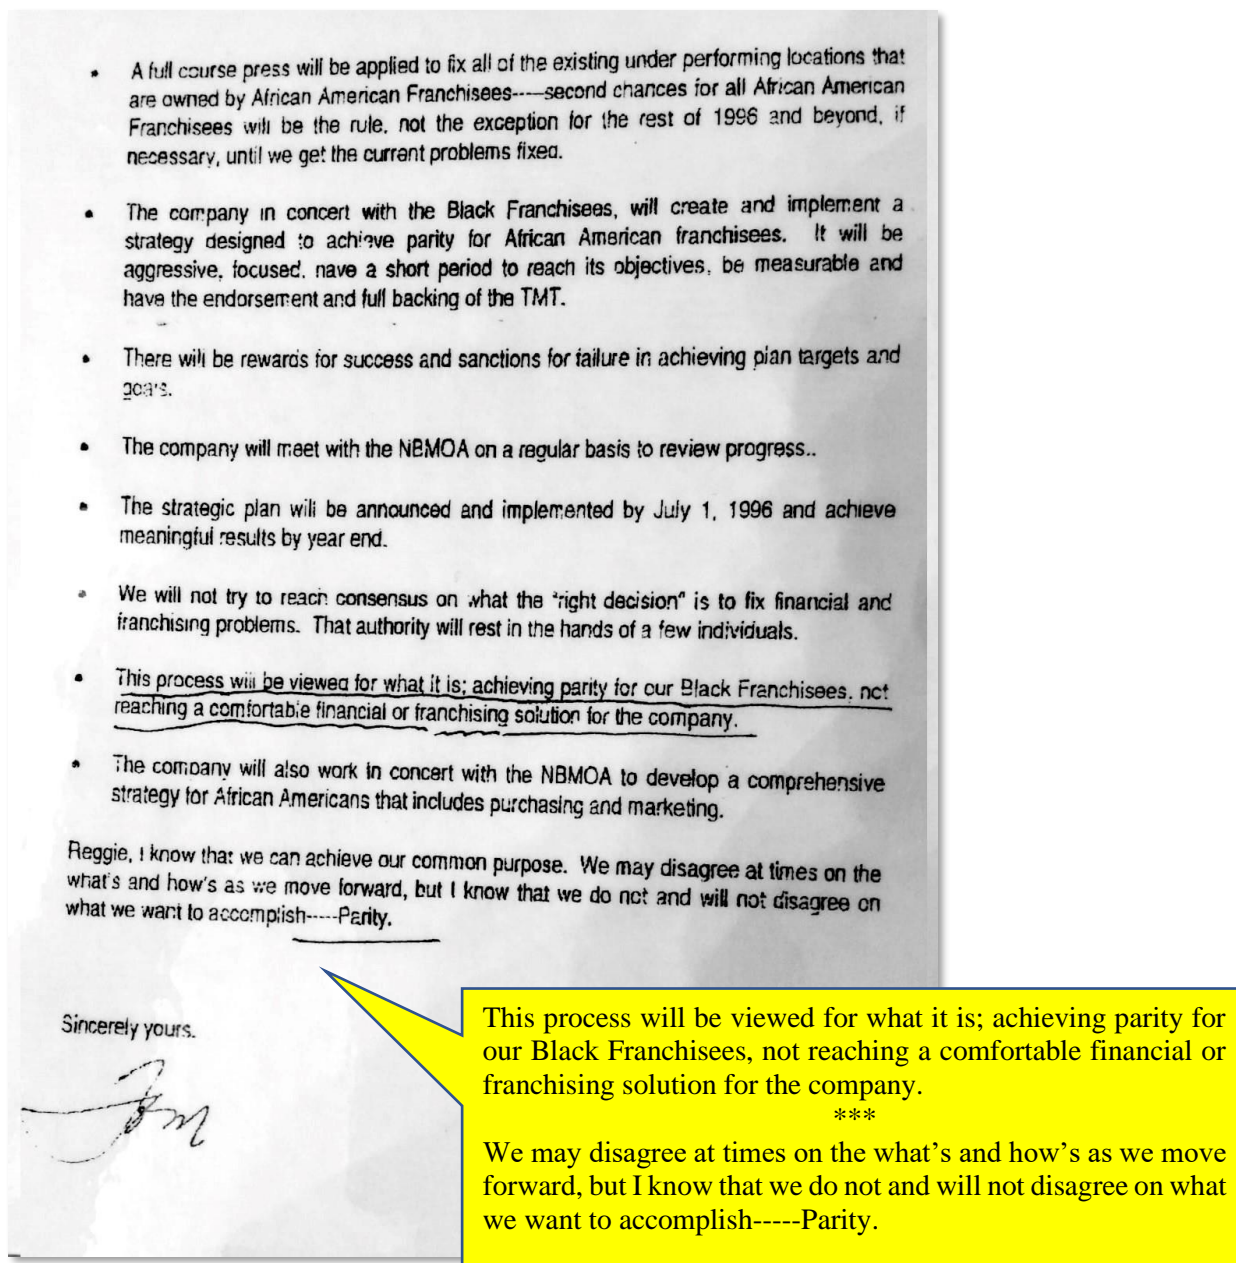 • A full course press will be applied to fix all of the existing under performing locations that
are owned by African American Franchisees----second chances for all African American
Franchisees will be the rule, not the exception for the rest of 1996 and beyond, if
necessary, until we get the current problems fixed.
• The company in concert with the Black Franchisees, will create and implement a
strategy designed to achieve parity for African American franchisees. It will be
aggressive, focused, have a short period to reach its objectives, be measurable and
have the endorsement and full backing of the TMT.
• There will be rewards for success and sanctions for failure in achieving plan targets and
goals.
• The company will meet with the NBMOA on a regular basis to review progress..
• The strategic plan will be announced and implemented by July 1, 1996 and achieve
meaningful results by year end.
• We will not try to reach consensus on what the "right decision" is to fix financial and
franchising problems. That authority will rest in the hands of a few individuals.
• This process will be viewed for what it is; achieving parity for our Black Franchisees, not
reaching a comfortable financial or franchising solution for the company.
• The company will also work in concert with the NBMOA to develop a comprehensive
strategy for African Americans that includes purchasing and marketing.
Reggie, I know that we can achieve our common purpose. We may disagree at times on the
what's and how's as we move forward, but I know that we do not and will not disagree on
what we want to accomplish-----Parity.
Sincerely yours.
Tom
This process will be viewed for what it is; achieving parity for
our Black Franchisees, not reaching a comfortable financial or
franchising solution for the company.
***
We may disagree at times on the what’s and how’s as we move
forward, but I know that we do not and will not disagree on what
we want to accomplish-----Parity.